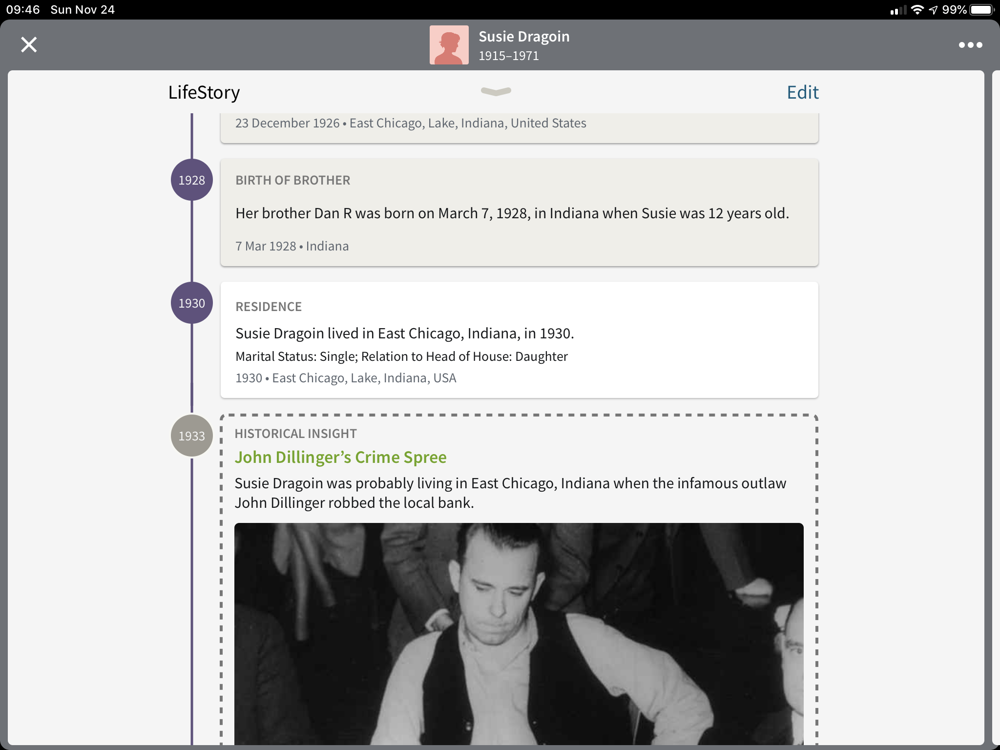 09:46 Sun Nov 24
99%
Susie Dragoin
1915–1971
LifeStory
Edit
23 December 1926 • East Chicago, Lake, Indiana, United States
1928
BIRTH OF BROTHER
Her brother Dan R was born on March 7, 1928, in Indiana when Susie was 12 years old.
7 Mar 1928 • Indiana
1930
RESIDENCE
Susie Dragoin lived in East Chicago, Indiana, in 1930.
Marital Status: Single; Relation to Head of House: Daughter
1930 • East Chicago, Lake, Indiana, USA
1933
HISTORICAL INSIGHT
John Dillinger’s Crime Spree
Susie Dragoin was probably living in East Chicago, Indiana when the infamous outlaw
John Dillinger robbed the local bank.